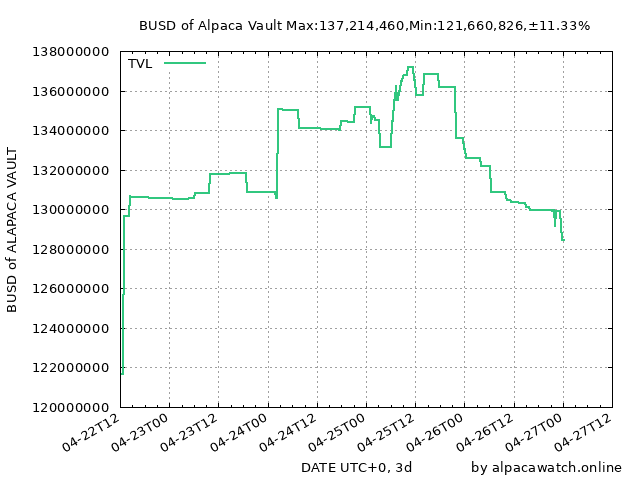 BUSD of Alpaca Vault Max:137,214,460,Min:121,660,826,±11.33%
TVL
138000000
136000000
134000000
132000000
130000000
128000000
126000000
124000000
122000000
120000000
BUSD of ALAPACA VAULT
04-22T12
04-23T00
04-23T12
04-24T00
04-24T12
04-25T00
04-25T12
04-26T00
04-26T12
04-27T00
04-27T12
DATE UTC+0, 3d
by alpacawatch.online